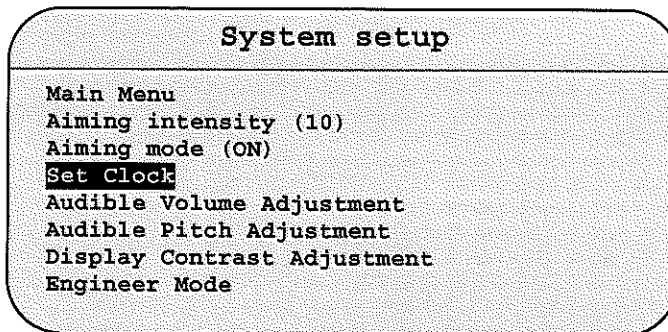 System setup
Main Menu
Aiming intensity (10)
Aiming mode (ON)
Set Clock
Audible Volume Adjustment
Audible Pitch Adjustment
Display Contrast Adjustment
Engineer Mode